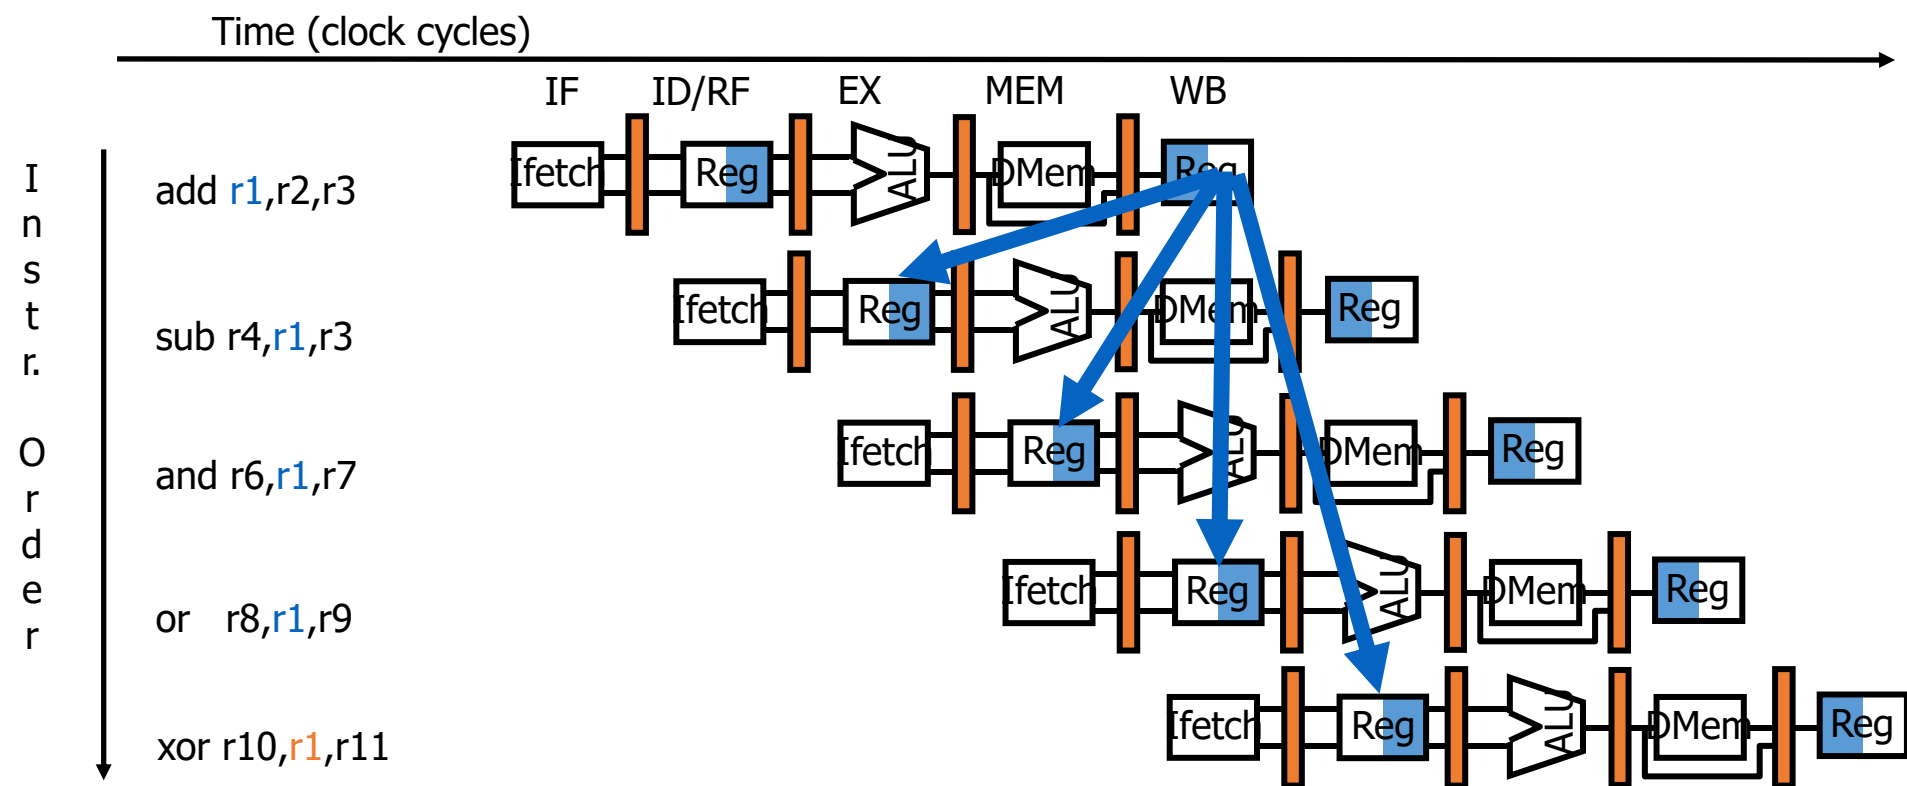 Time (clock cycles)
IF ID/RF EX MEM WB
Instr. Order
add r1,r2,r3
Ifetch Reg ALU DMem Reg
sub r4,r1,r3
Ifetch Reg ALU DMem Reg
and r6,r1,r7
Ifetch Reg ALU DMem Reg
or r8,r1,r9
Ifetch Reg ALU DMem Reg
xor r10,r1,r11
Ifetch Reg ALU DMem Reg